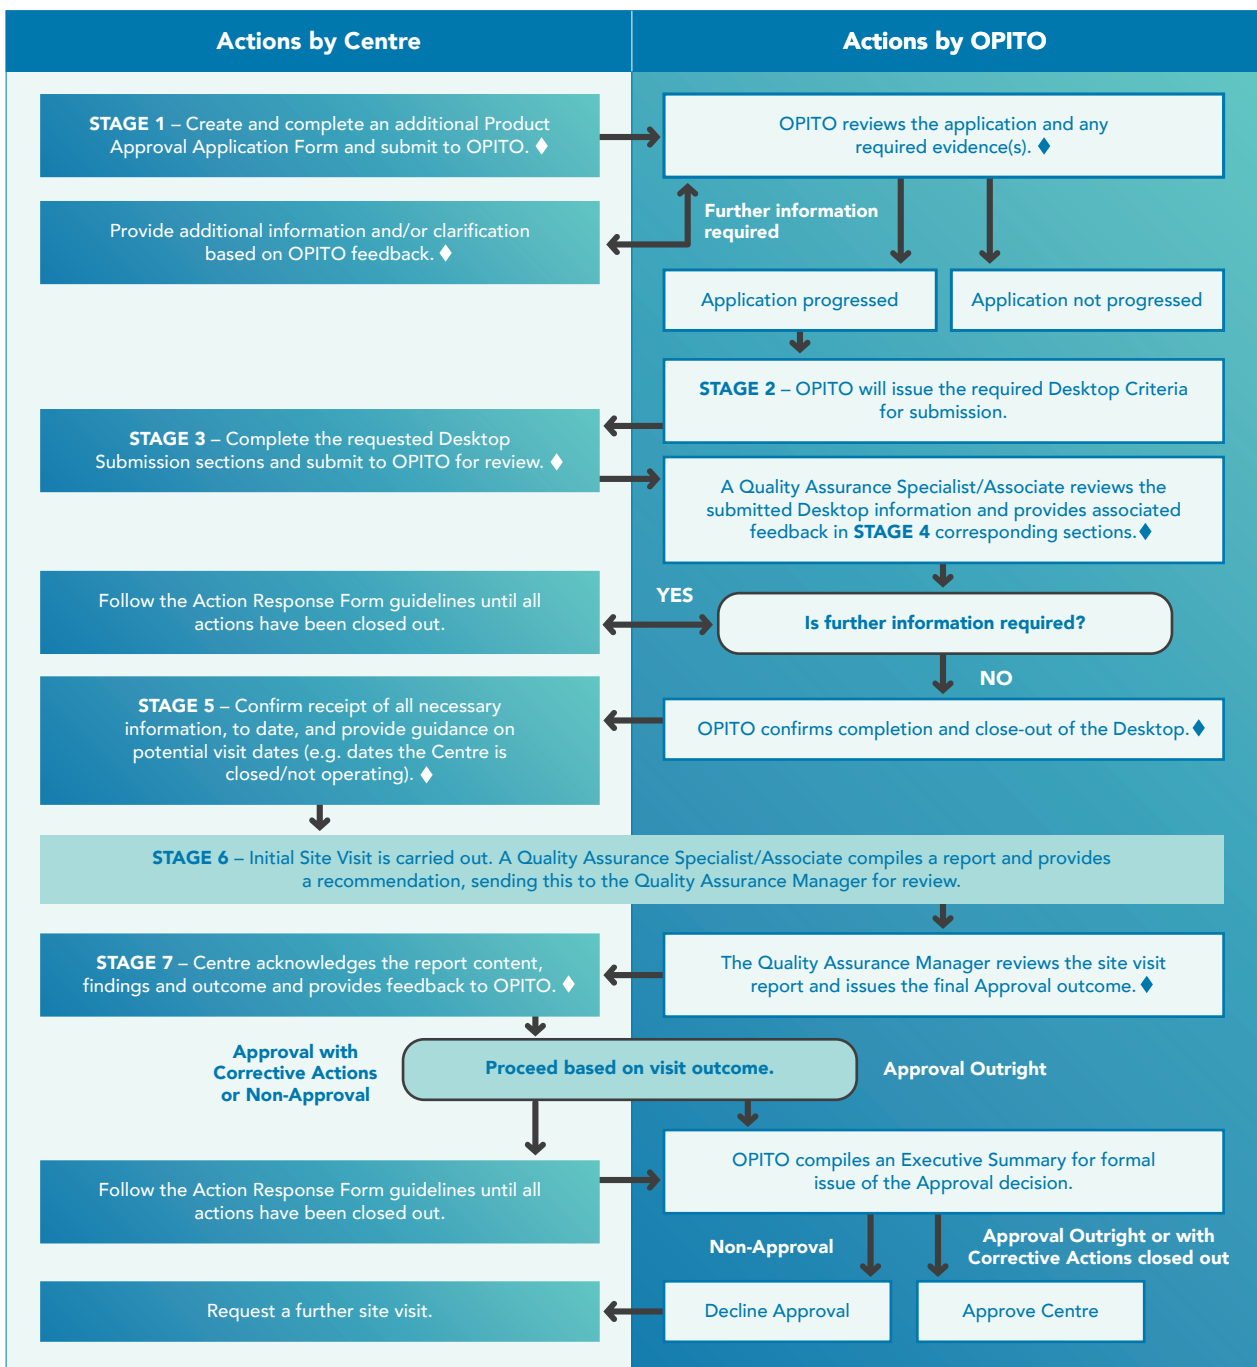 Actions by Centre
Actions by OPITO
STAGE 1 – Create and complete an additional Product
Approval Application Form and submit to OPITO. ♦
OPITO reviews the application and any
required evidence(s). ♦
Further information
required
Provide additional information and/or clarification
based on OPITO feedback. ♦
Application progressed
Application not progressed
STAGE 2 – OPITO will issue the required Desktop Criteria
for submission.
STAGE 3 – Complete the requested Desktop
Submission sections and submit to OPITO for review. ♦
A Quality Assurance Specialist/Associate reviews the
submitted Desktop information and provides associated
feedback in STAGE 4 corresponding sections. ♦
Follow the Action Response Form guidelines until all
actions have been closed out.
YES
Is further information required?
NO
STAGE 5 – Confirm receipt of all necessary
information, to date, and provide guidance on
potential visit dates (e.g. dates the Centre is
closed/not operating). ♦
OPITO confirms completion and close-out of the Desktop. ♦
STAGE 6 – Initial Site Visit is carried out. A Quality Assurance Specialist/Associate compiles a report and provides
a recommendation, sending this to the Quality Assurance Manager for review.
STAGE 7 – Centre acknowledges the report content,
findings and outcome and provides feedback to OPITO. ♦
The Quality Assurance Manager reviews the site visit
report and issues the final Approval outcome. ♦
Approval with
Corrective Actions
or Non-Approval
Proceed based on visit outcome.
Approval Outright
Follow the Action Response Form guidelines until all
actions have been closed out.
OPITO compiles an Executive Summary for formal
issue of the Approval decision.
Non-Approval
Approval Outright or with
Corrective Actions closed out
Request a further site visit.
Decline Approval
Approve Centre